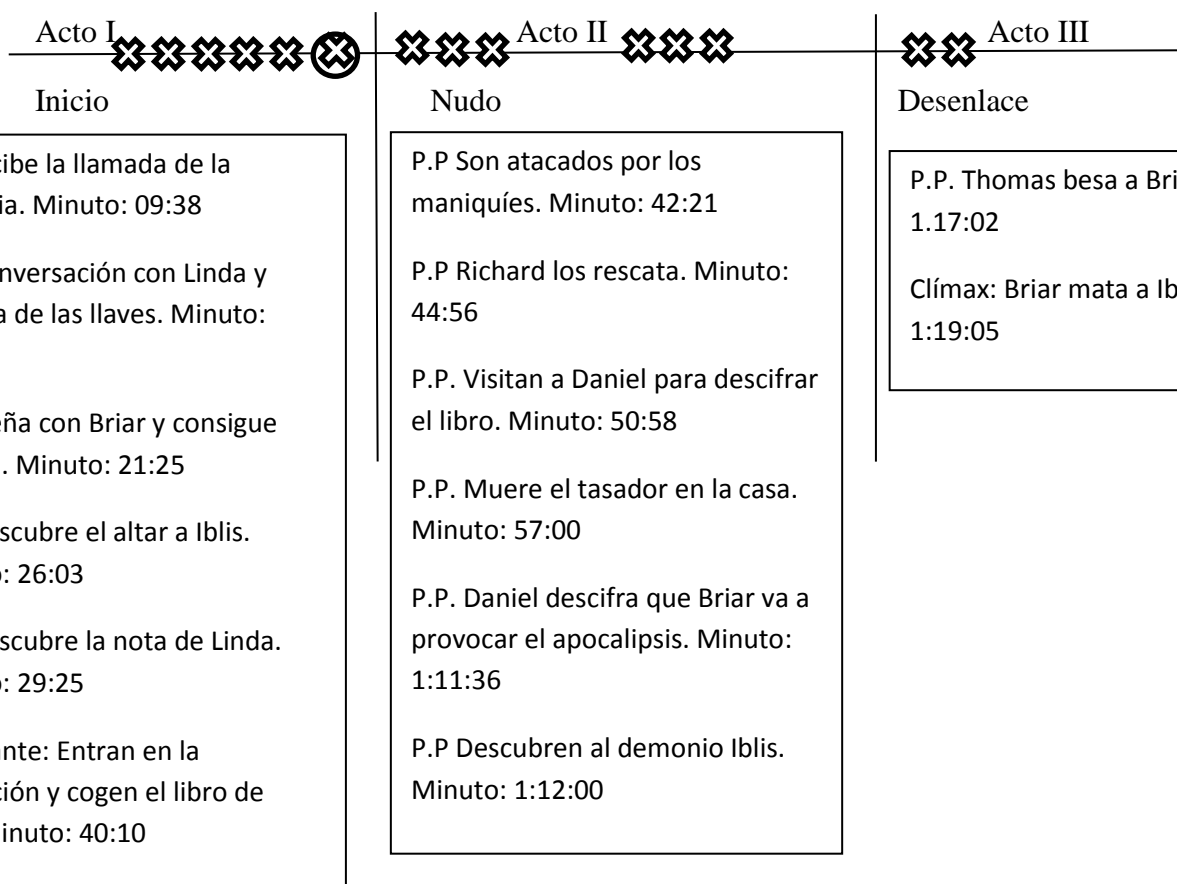 Acto I
Inicio
cibe la llamada de la
ia. Minuto: 09:38
nversación con Linda y
a de las llaves. Minuto:
eña con Briar y consigue
. Minuto: 21:25
scubre el altar a Iblis.
o: 26:03
scubre la nota de Linda.
o: 29:25
ante: Entran en la
ción y cogen el libro de
inuto: 40:10
Acto II
Nudo
P.P Son atacados por los
maniquíes. Minuto: 42:21
P.P Richard los rescata. Minuto:
44:56
P.P. Visitan a Daniel para descifrar
el libro. Minuto: 50:58
P.P. Muere el tasador en la casa.
Minuto: 57:00
P.P. Daniel descifra que Briar va a
provocar el apocalipsis. Minuto:
1:11:36
P.P Descubren al demonio Iblis.
Minuto: 1:12:00
Acto III
Desenlace
P.P. Thomas besa a Bri
1.17:02
Clímax: Briar mata a Ib
1:19:05